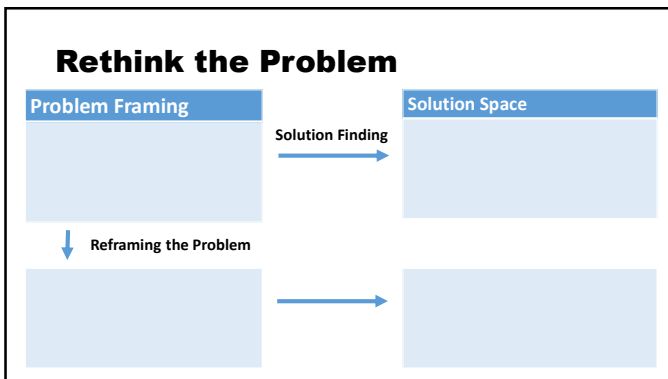 Rethink the Problem
Problem Framing
Solution Space
Solution Finding
Reframing the Problem